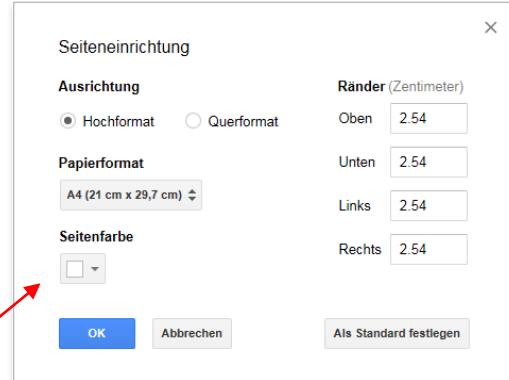 Seiteneinrichtung
Ausrichtung
Hochformat Querformat
Papierformat
A4 (21 cm x 29,7 cm)
Seitenfarbe
Ränder (Zentimeter)
Oben 2.54
Unten 2.54
Links 2.54
Rechts 2.54
OK Abbrechen Als Standard festlegen